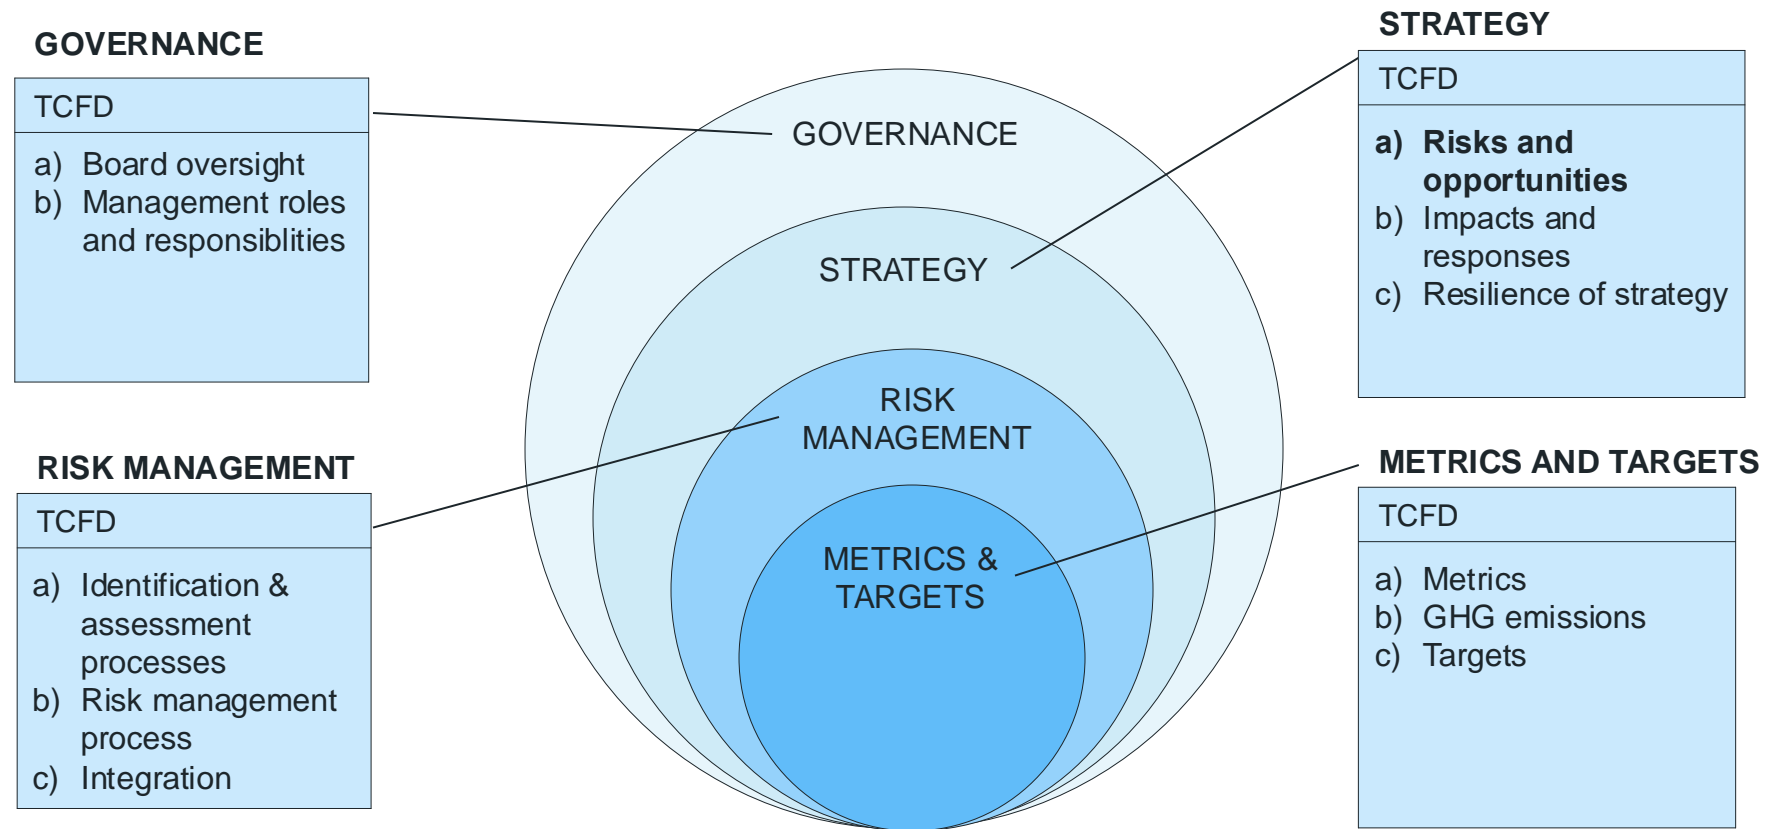 GOVERNANCE
TCFD
a) Board oversight
b) Management roles
and responsiblities
STRATEGY
TCFD
a) Risks and
opportunities
b) Impacts and
responses
c) Resilience of strategy
GOVERNANCE
STRATEGY
RISK
MANAGEMENT
METRICS &
TARGETS
RISK MANAGEMENT
TCFD
a) Identification &
assessment
processes
b) Risk management
process
c) Integration
METRICS AND TARGETS
TCFD
a) Metrics
b) GHG emissions
c) Targets